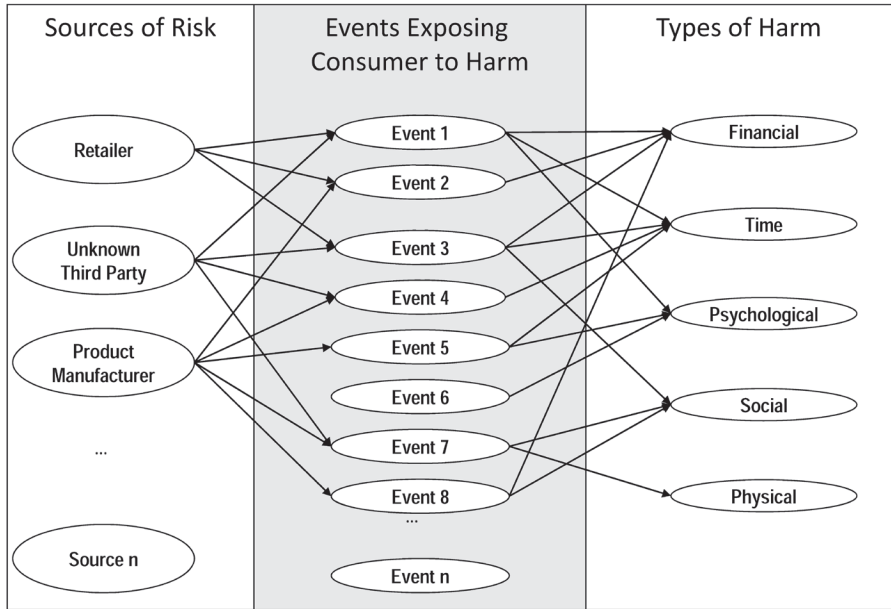 Sources of Risk
Events Exposing
Consumer to Harm
Types of Harm
Retailer
Unknown
Third Party
Product
Manufacturer
...
Source n
Event 1
Event 2
Event 3
Event 4
Event 5
Event 6
Event 7
Event 8
...
Event n
Financial
Time
Psychological
Social
Physical